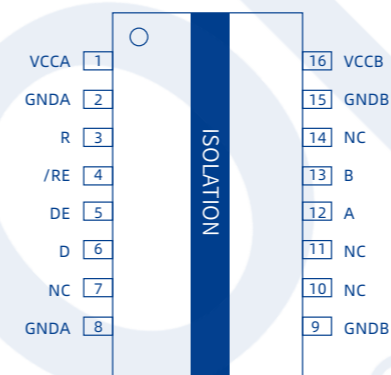 VCCA 1 16 VCCB
GNDA 2 15 GNDB
R 3 14 NC
/RE 4 13 B
DE 5 12 A
D 6 11 NC
NC 7 10 NC
GNDA 8 9 GNDB
ISOLATION